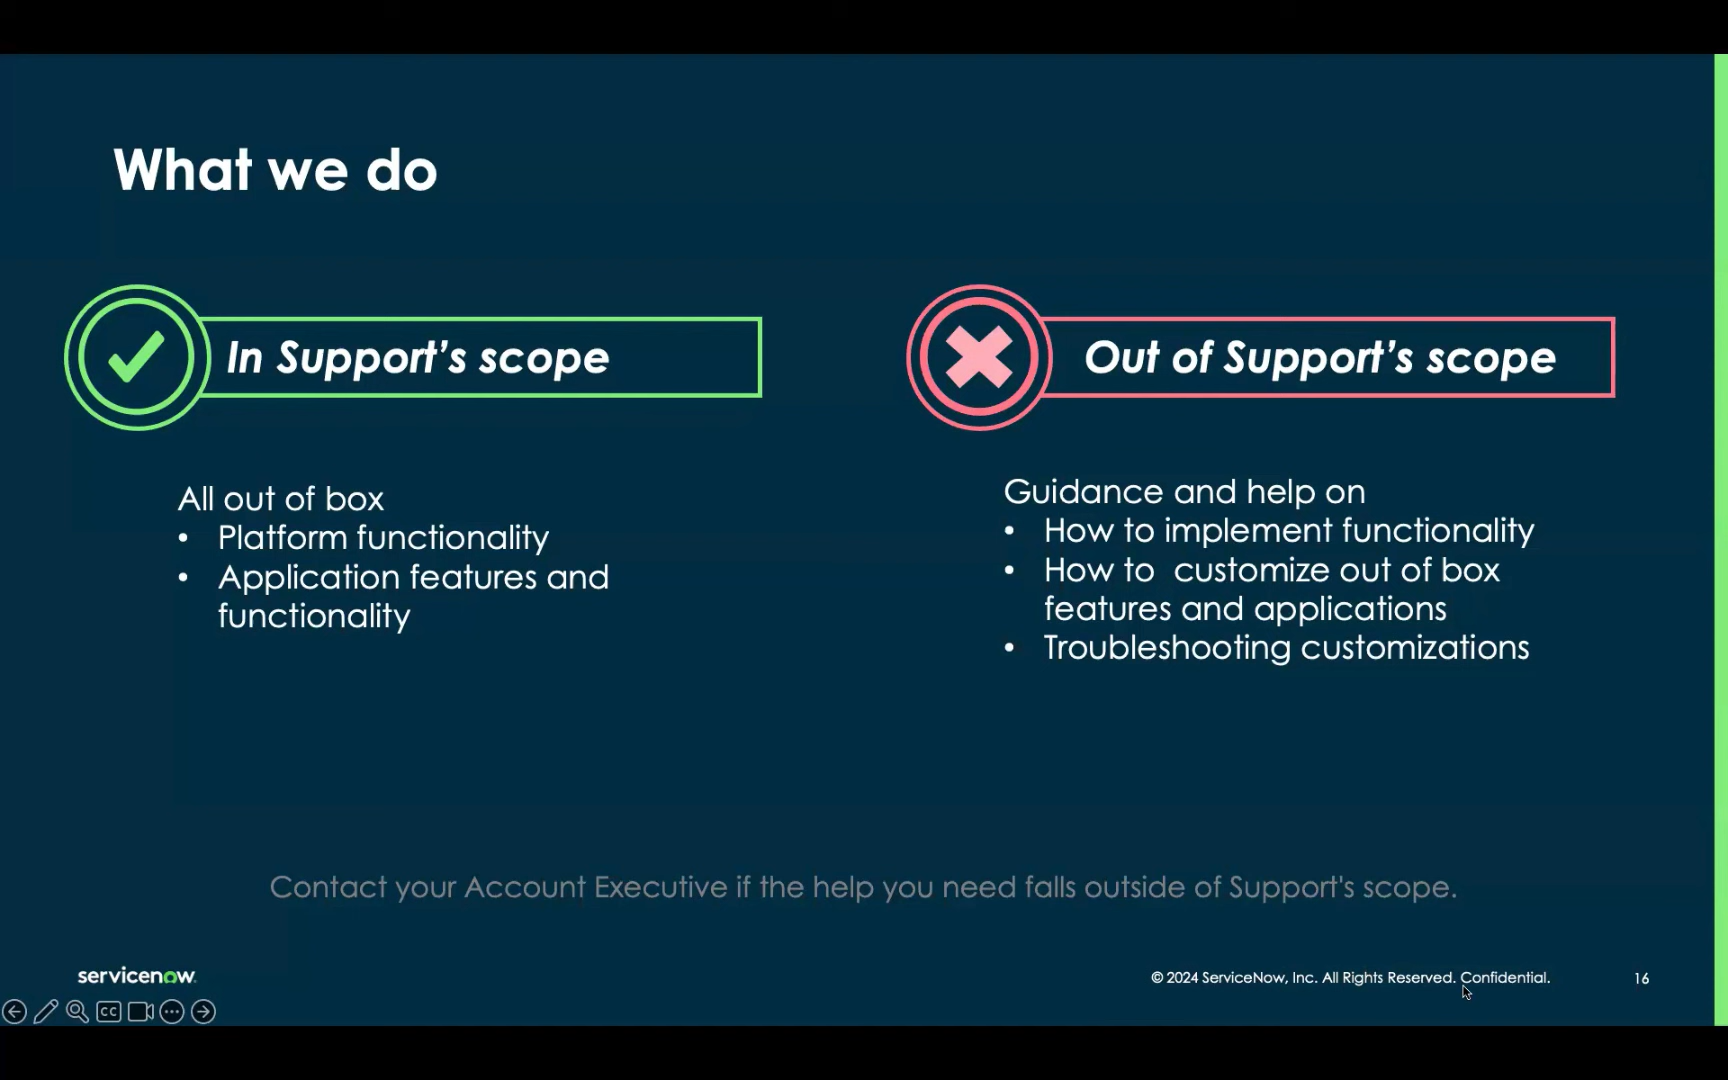 What we do
In Support's scope
All out of box
• Platform functionality
• Application features and
functionality
Out of Support's scope
Guidance and help on
• How to implement functionality
• How to  customize out of box
features and applications
• Troubleshooting customizations
Contact your Account Executive if the help you need falls outside of Support's scope.
servicenow.
© 2024 ServiceNow, Inc. All Rights Reserved. Confidential.
16
CC